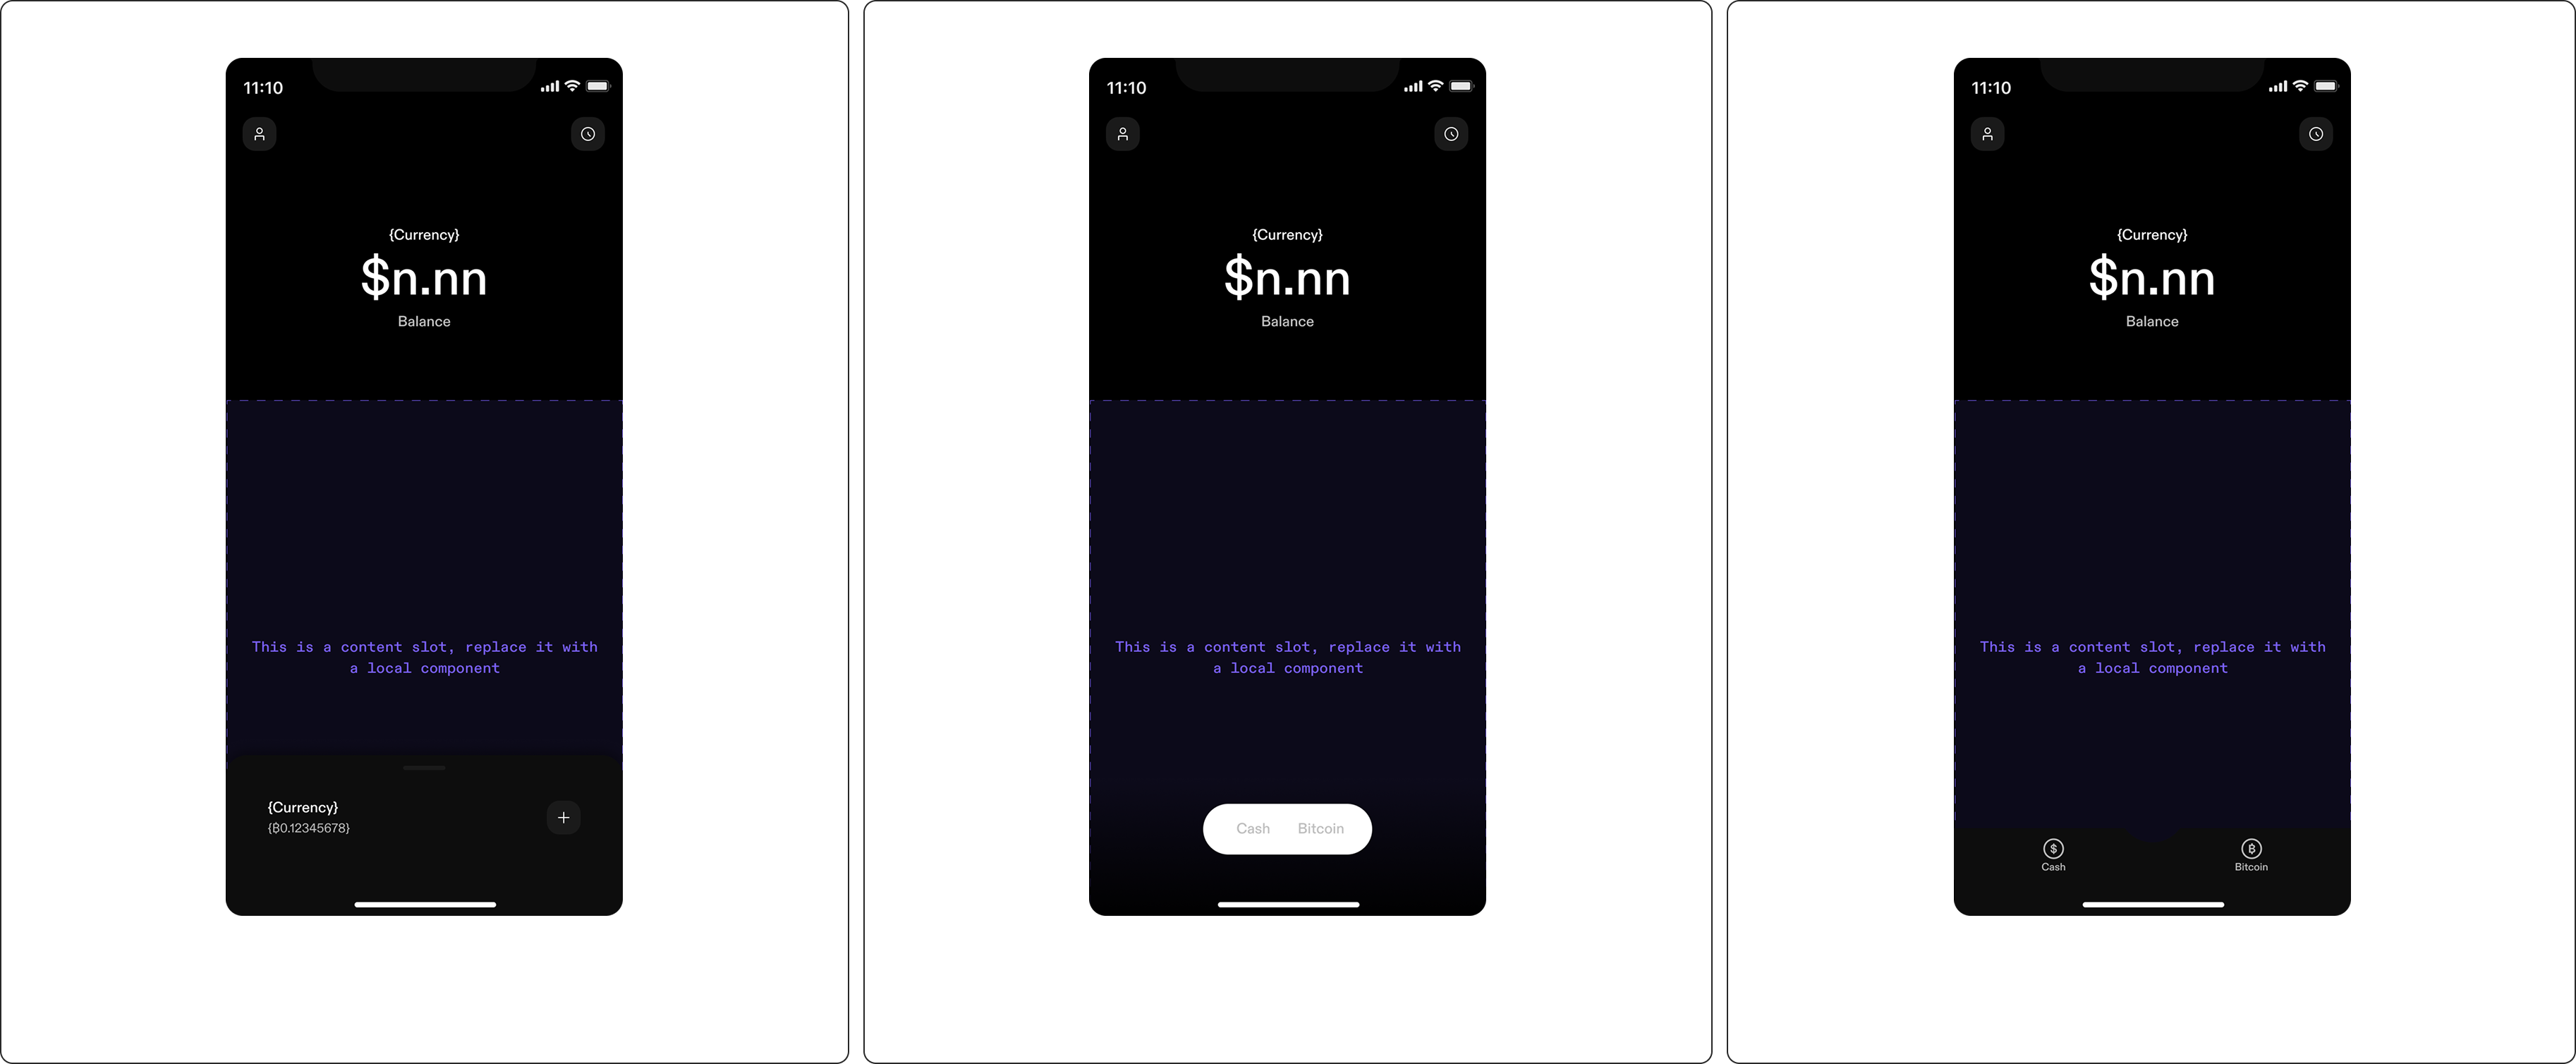 11:10
{Currency}
$n.nn
Balance
This is a content slot, replace it with
a local component
{Currency}
{₿0.12345678}
11:10
{Currency}
$n.nn
Balance
This is a content slot, replace it with
a local component
Cash Bitcoin
11:10
{Currency}
$n.nn
Balance
This is a content slot, replace it with
a local component
Cash Bitcoin